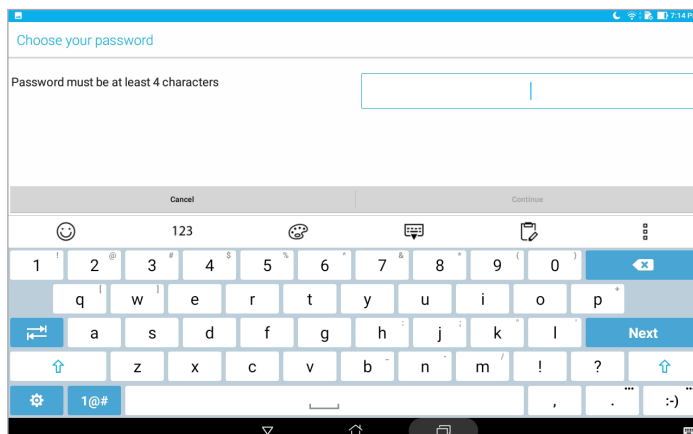 7:14 P
Choose your password
Password must be at least 4 characters
Cancel Continue
123
1 ! 2 @ 3 # 4 $ 5 % 6 ^ 7 & 8 * 9 ( 0 )
q [ w ] e r t y u i o p +
a s d f g h : j ; k " l ' Next
z x c v b - n m / ! ?
1@# , . ... :-) ...